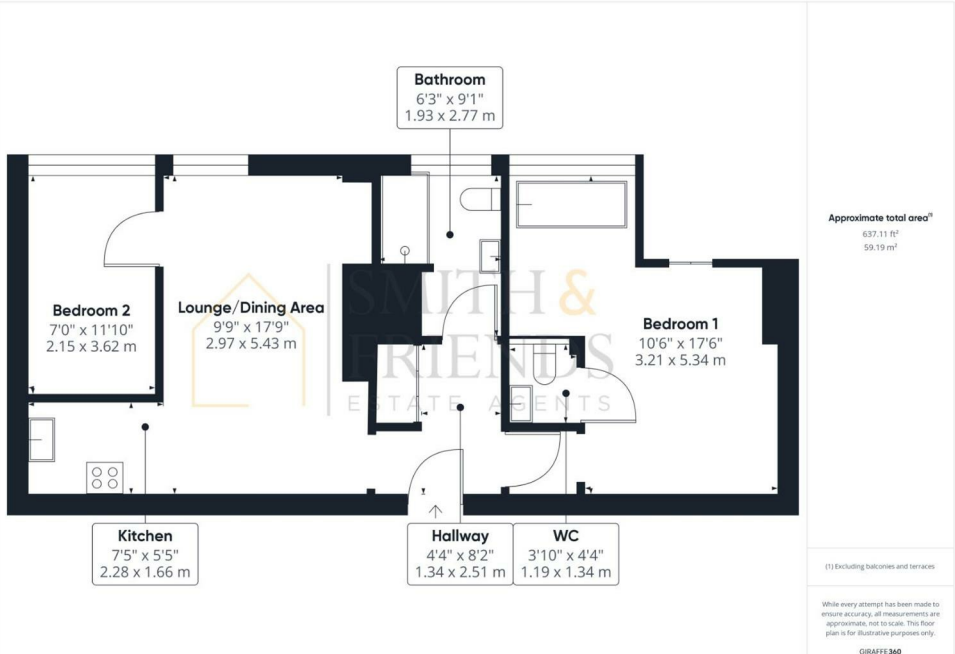 Bathroom
6'3" x 9'1"
1.93 x 2.77 m
Bedroom 2
7'0" x 11'10"
2.15 x 3.62 m
Lounge/Dining Area
9'9" x 17'9"
2.97 x 5.43 m
SMITH &
FRIENDS
ESTATE AGENTS
Bedroom 1
10'6" x 17'6"
3.21 x 5.34 m
Kitchen
7'5" x 5'5"
2.28 x 1.66 m
Hallway
4'4" x 8'2"
1.34 x 2.51 m
WC
3'10" x 4'4"
1.19 x 1.34 m
Approximate total area(1)
637.11 ft²
59.19 m²
(1) Excluding balconies and terraces
While every attempt has been made to
ensure accuracy, all measurements are
approximate, not to scale. This floor
plan is for illustrative purposes only.
GIRAFFE360